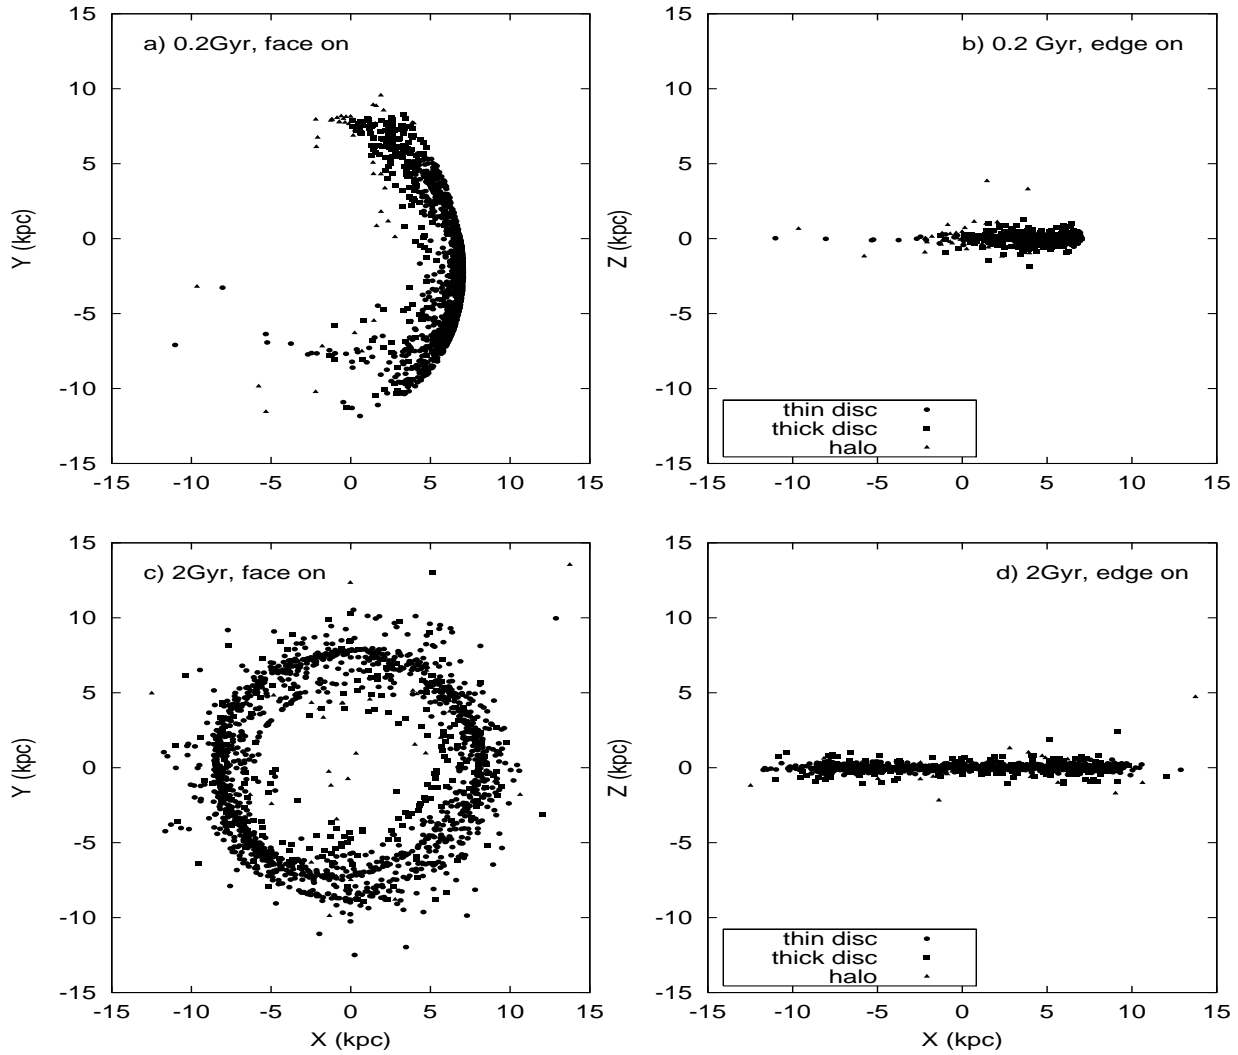 a) 0.2Gyr, face on
15
10
5
0
-5
-10
-15
Y (kpc)
-15 -10 -5 0 5 10 15
b) 0.2 Gyr, edge on
15
10
5
0
-5
-10
-15
Z (kpc)
thin disc
thick disc
halo
-15 -10 -5 0 5 10 15
c) 2Gyr, face on
15
10
5
0
-5
-10
-15
Y (kpc)
-15 -10 -5 0 5 10 15
X (kpc)
d) 2Gyr, edge on
15
10
5
0
-5
-10
-15
Z (kpc)
thin disc
thick disc
halo
-15 -10 -5 0 5 10 15
X (kpc)